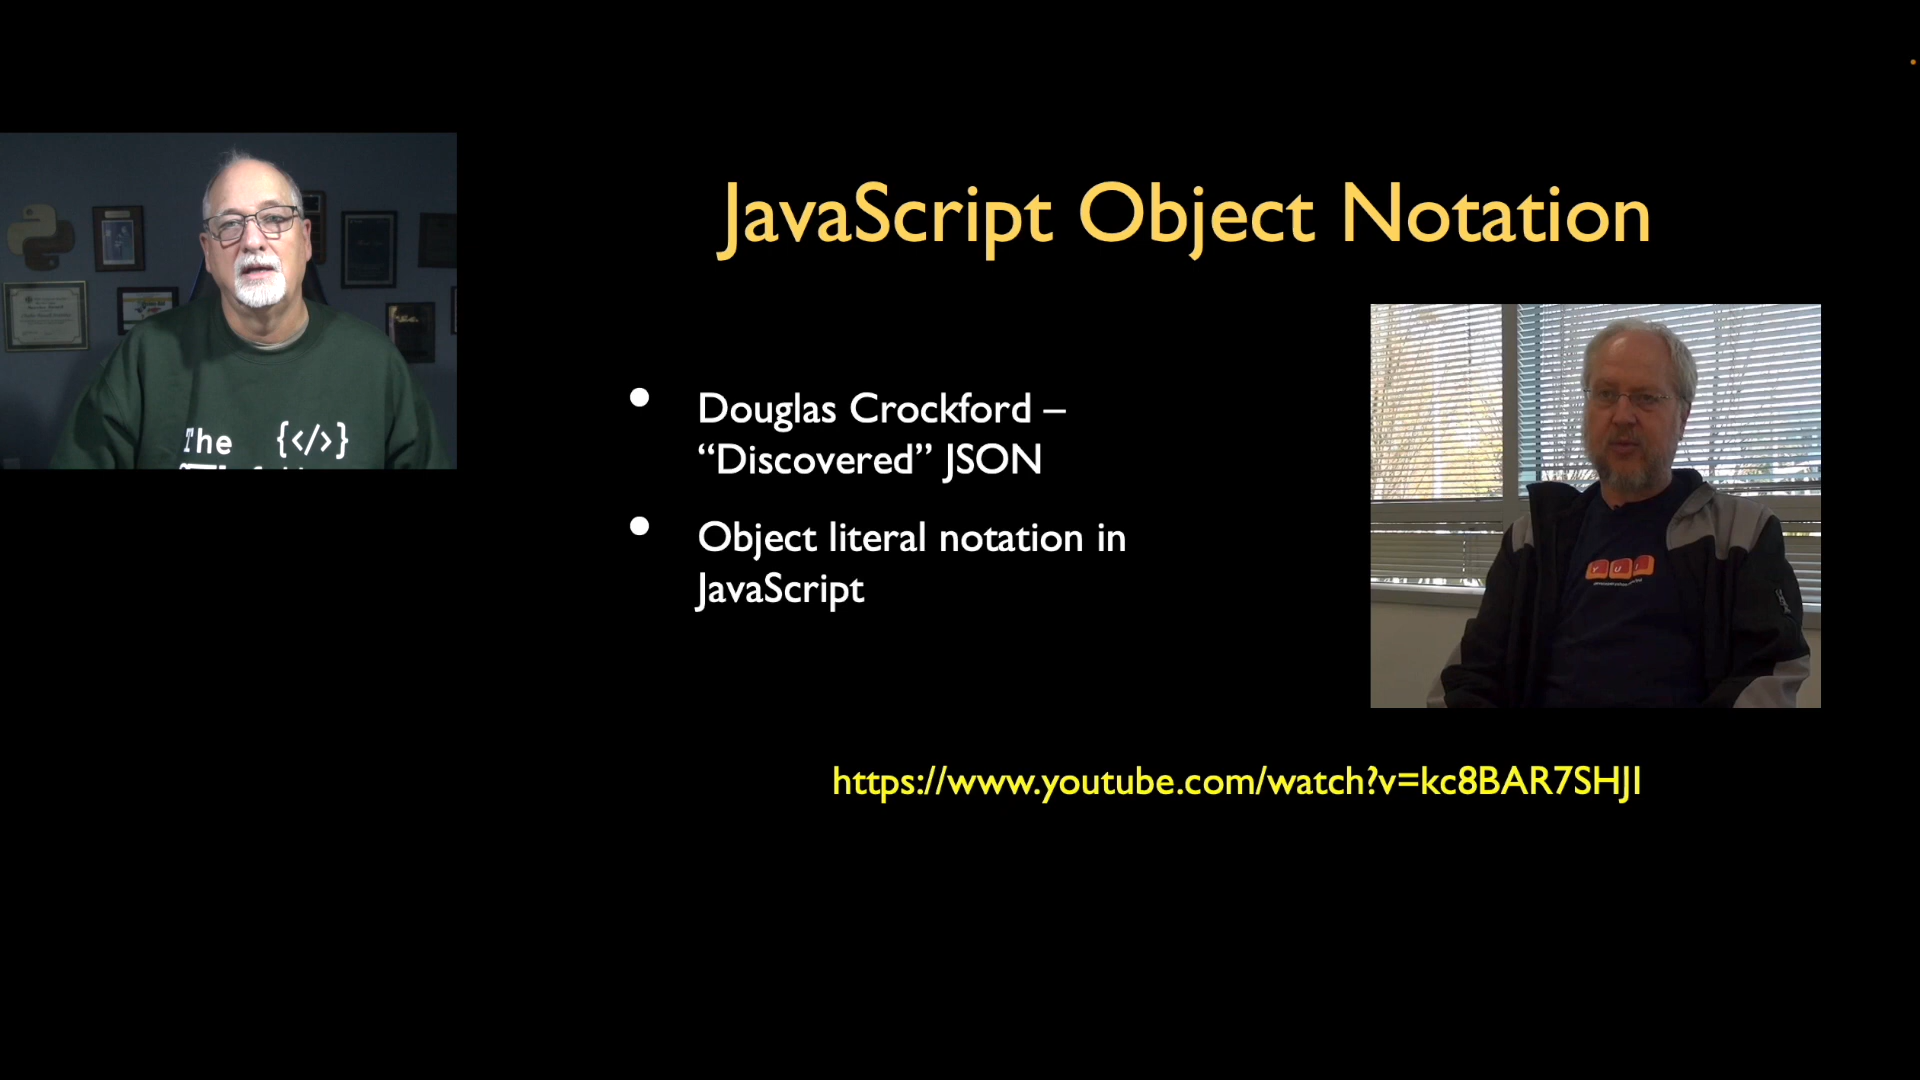 JavaScript Object Notation
• Douglas Crockford –
“Discovered” JSON
• Object literal notation in
JavaScript
https://www.youtube.com/watch?v=kc8BAR7SHJI
The {</>}